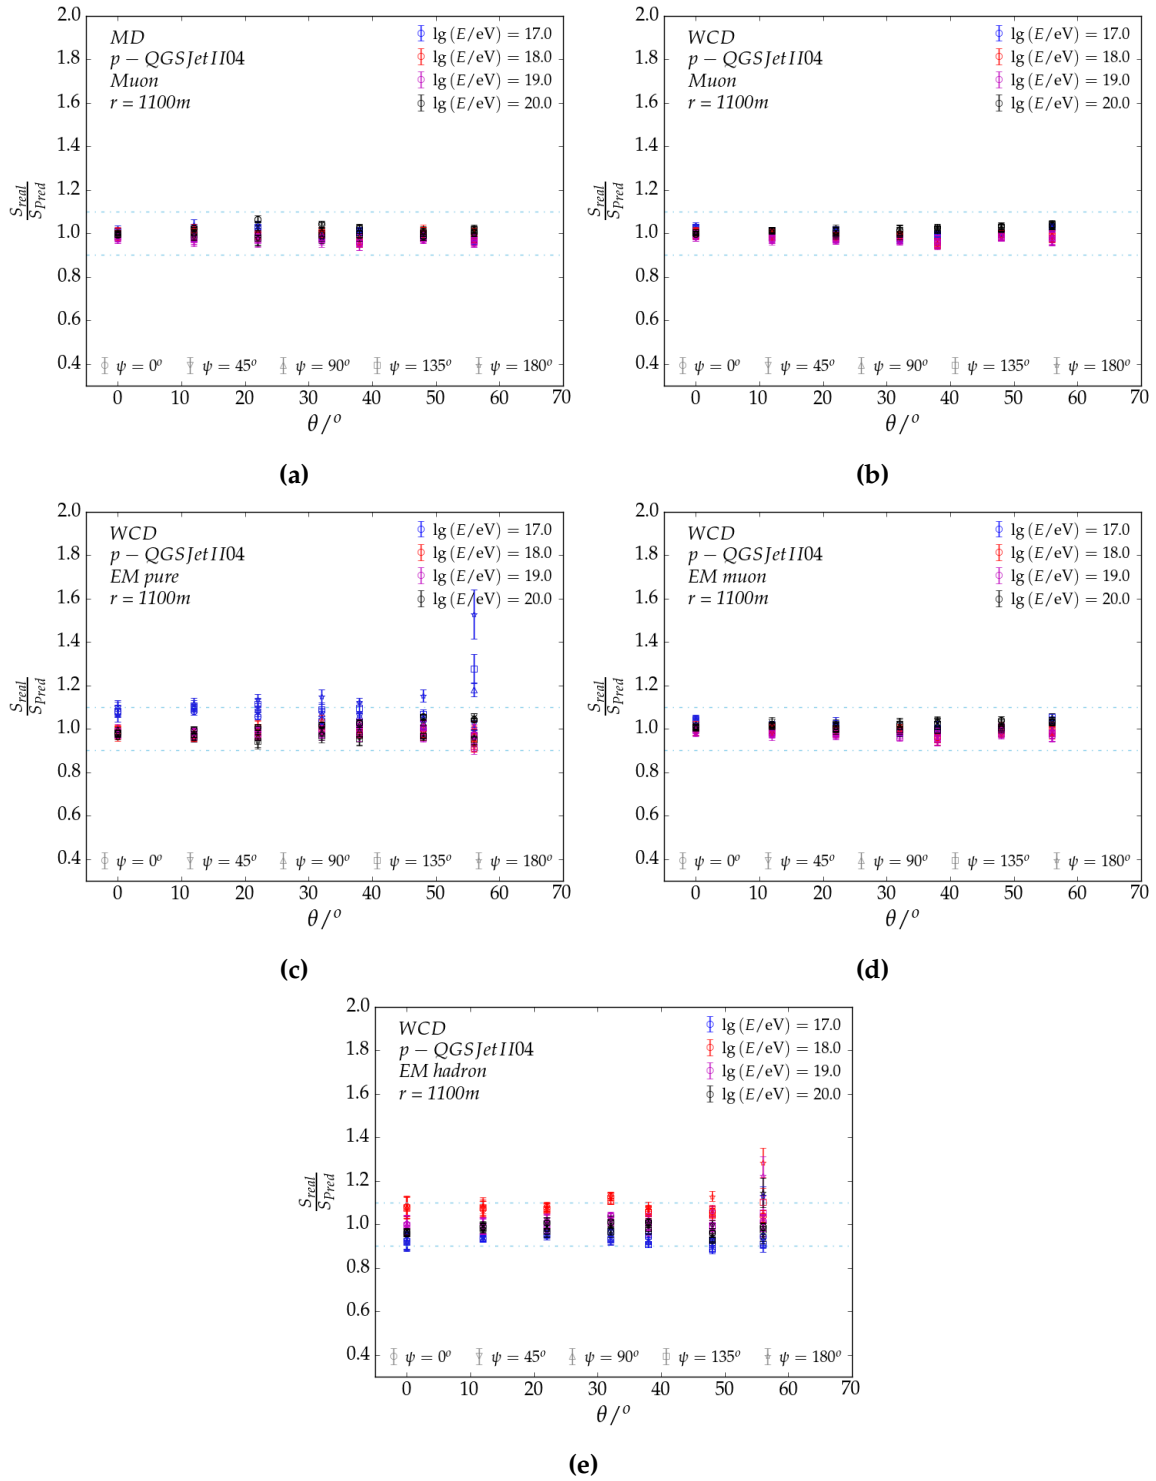 MD
p − QGSJetII04
Muon
r = 1100m
lg (E/eV) = 17.0
lg (E/eV) = 18.0
lg (E/eV) = 19.0
lg (E/eV) = 20.0
2.0
1.8
1.6
1.4
1.2
1.0
0.8
0.6
0.4
S_real
S_Pred
ψ = 0° ψ = 45° ψ = 90° ψ = 135° ψ = 180°
0 10 20 30 40 50 60 70
θ/°
(a)
WCD
p − QGSJetII04
Muon
r = 1100m
lg (E/eV) = 17.0
lg (E/eV) = 18.0
lg (E/eV) = 19.0
lg (E/eV) = 20.0
2.0
1.8
1.6
1.4
1.2
1.0
0.8
0.6
0.4
S_real
S_Pred
ψ = 0° ψ = 45° ψ = 90° ψ = 135° ψ = 180°
0 10 20 30 40 50 60 70
θ/°
(b)
WCD
p − QGSJetII04
EM pure
r = 1100m
lg (E/eV) = 17.0
lg (E/eV) = 18.0
lg (E/eV) = 19.0
lg (E/eV) = 20.0
2.0
1.8
1.6
1.4
1.2
1.0
0.8
0.6
0.4
S_real
S_Pred
ψ = 0° ψ = 45° ψ = 90° ψ = 135° ψ = 180°
0 10 20 30 40 50 60 70
θ/°
(c)
WCD
p − QGSJetII04
EM muon
r = 1100m
lg (E/eV) = 17.0
lg (E/eV) = 18.0
lg (E/eV) = 19.0
lg (E/eV) = 20.0
2.0
1.8
1.6
1.4
1.2
1.0
0.8
0.6
0.4
S_real
S_Pred
ψ = 0° ψ = 45° ψ = 90° ψ = 135° ψ = 180°
0 10 20 30 40 50 60 70
θ/°
(d)
WCD
p − QGSJetII04
EM hadron
r = 1100m
lg (E/eV) = 17.0
lg (E/eV) = 18.0
lg (E/eV) = 19.0
lg (E/eV) = 20.0
2.0
1.8
1.6
1.4
1.2
1.0
0.8
0.6
0.4
S_real
S_Pred
ψ = 0° ψ = 45° ψ = 90° ψ = 135° ψ = 180°
0 10 20 30 40 50 60 70
θ/°
(e)